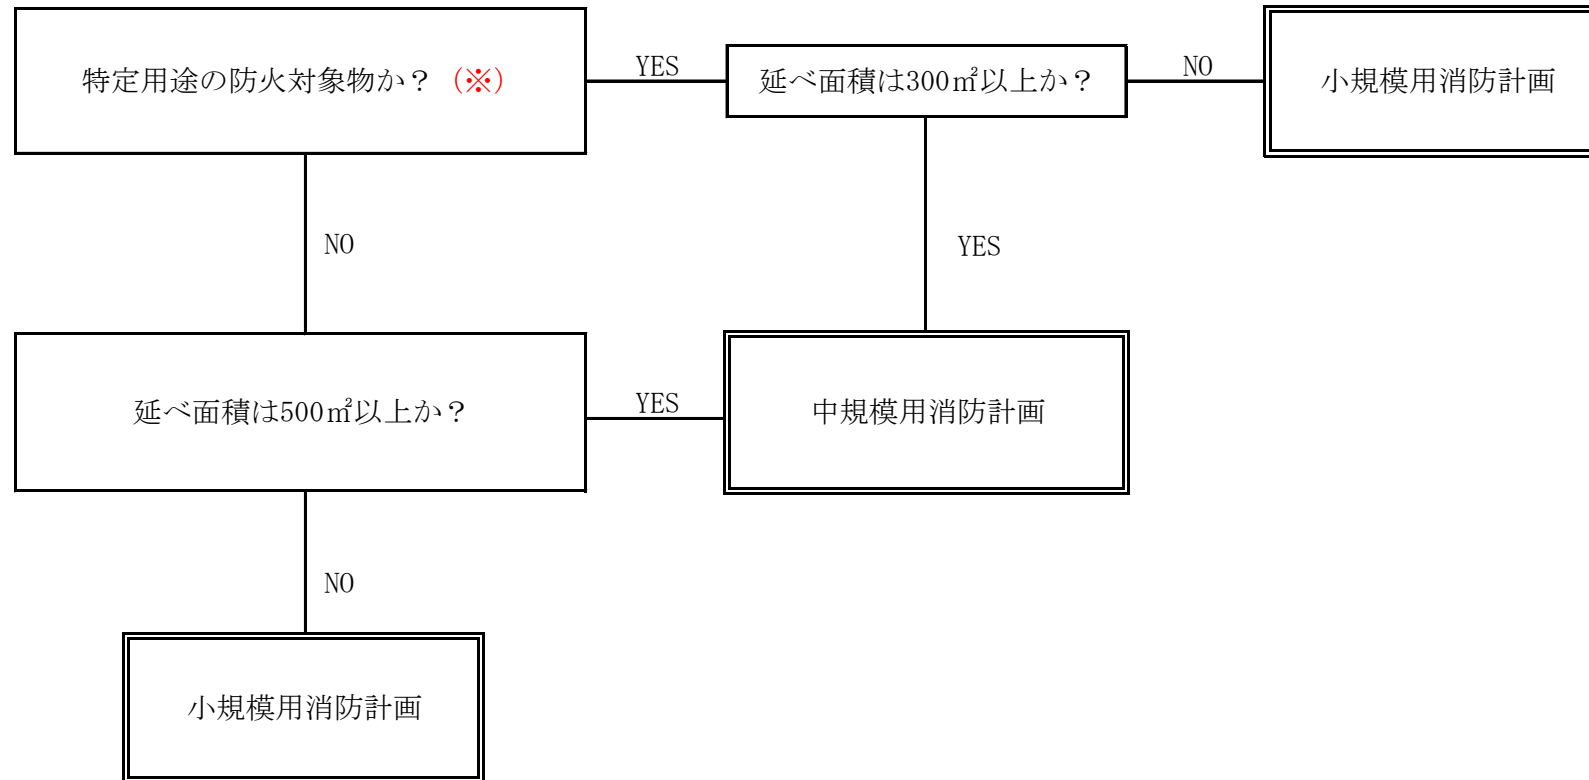 特定用途の防火対象物か？（※）
YES
延べ面積は300㎡以上か？
NO
小規模用消防計画
NO
YES
延べ面積は500㎡以上か？
YES
中規模用消防計画
NO
小規模用消防計画